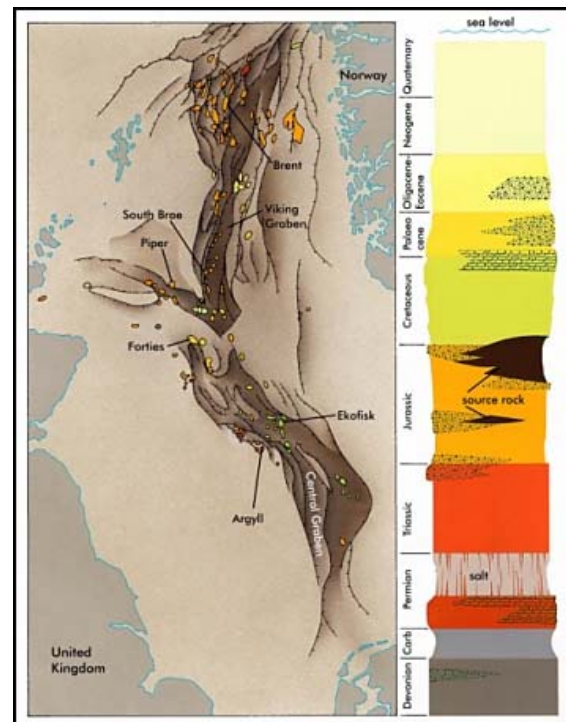 sea level
Norway
Brent
South Brae
Viking
Graben
Piper
Forties
Ekofisk
Argyll
Central Graben
United
Kingdom
Quaternary
Neogene
Oligocene-
Eocene
Palaeo
cene
Cretaceous
Jurassic
source rock
Triassic
Permian
salt
Carb
Devonian